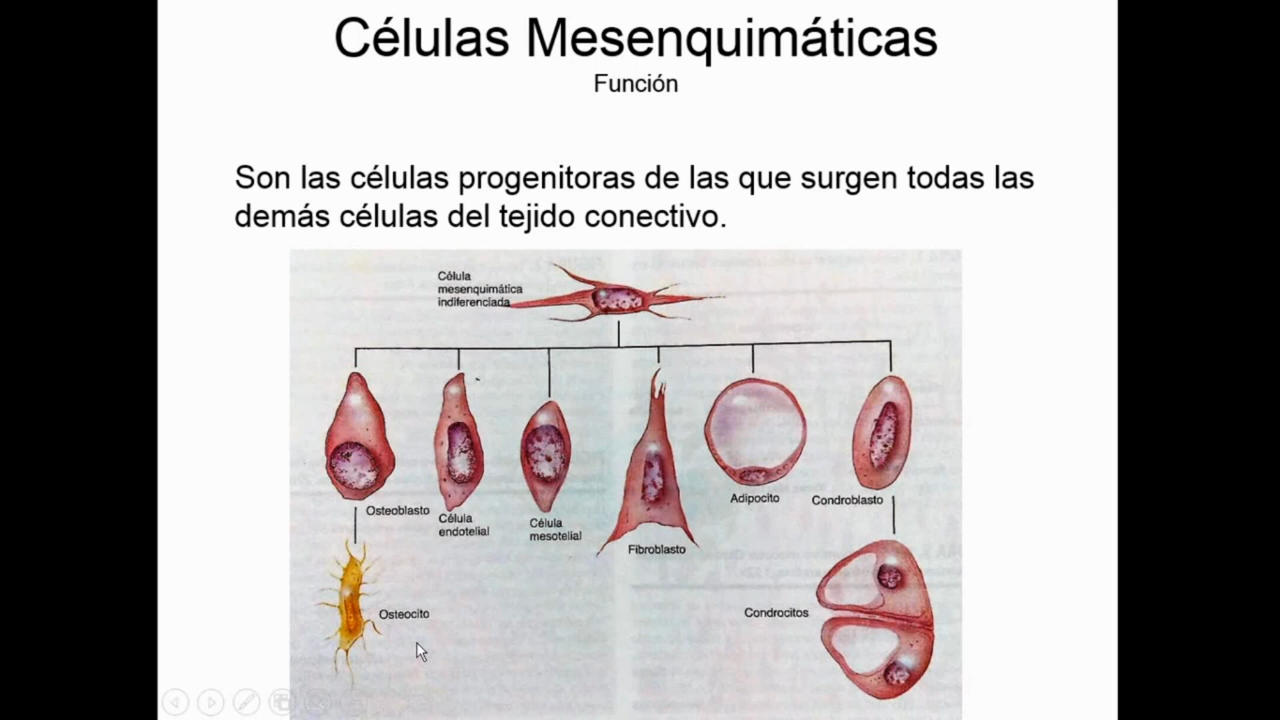 Células Mesenquimáticas
Función
Son las células progenitoras de las que surgen todas las
demás células del tejido conectivo.
Célula
mesenquimática
indiferenciada
Osteoblasto
Célula
endotelial
Célula
mesotelial
Fibroblasto
Adipocito
Condroblasto
Osteocito
Condrocitos